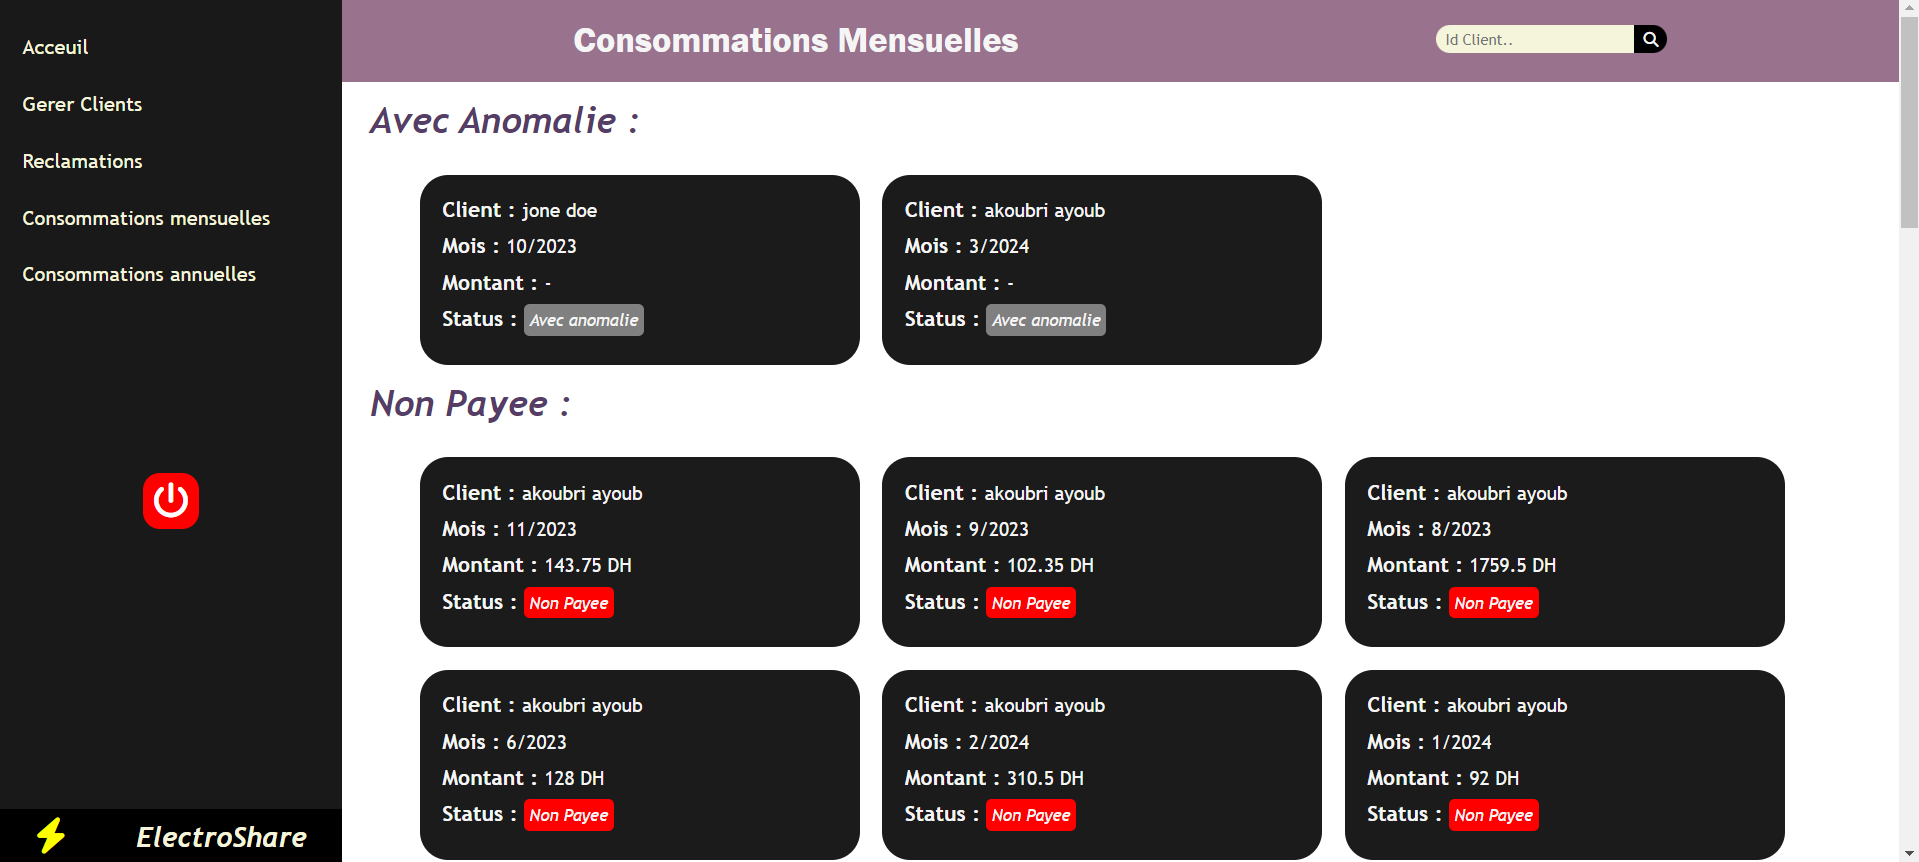 Acceuil
Gerer Clients
Reclamations
Consommations mensuelles
Consommations annuelles
ElectroShare
Consommations Mensuelles
Id Client..
Avec Anomalie :
Client : jone doe
Mois : 10/2023
Montant : -
Status : Avec anomalie
Client : akoubri ayoub
Mois : 3/2024
Montant : -
Status : Avec anomalie
Non Payee :
Client : akoubri ayoub
Mois : 11/2023
Montant : 143.75 DH
Status : Non Payee
Client : akoubri ayoub
Mois : 9/2023
Montant : 102.35 DH
Status : Non Payee
Client : akoubri ayoub
Mois : 8/2023
Montant : 1759.5 DH
Status : Non Payee
Client : akoubri ayoub
Mois : 6/2023
Montant : 128 DH
Status : Non Payee
Client : akoubri ayoub
Mois : 2/2024
Montant : 310.5 DH
Status : Non Payee
Client : akoubri ayoub
Mois : 1/2024
Montant : 92 DH
Status : Non Payee